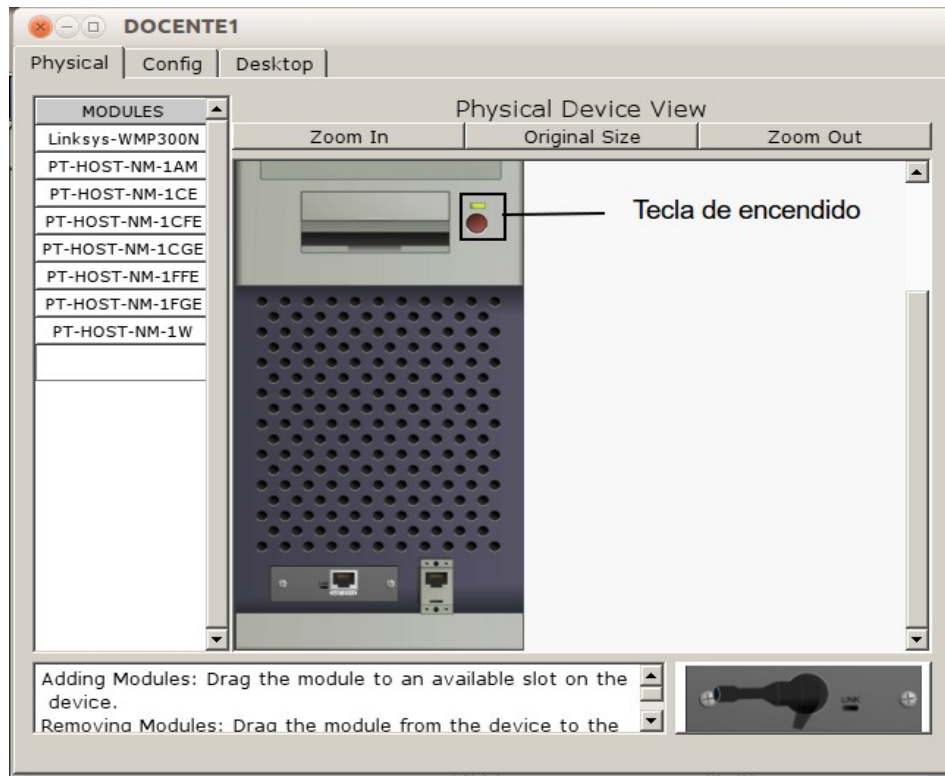 DOCENTE1
Physical Config Desktop
MODULES
Linksys-WMP300N
PT-HOST-NM-1AM
PT-HOST-NM-1CE
PT-HOST-NM-1CFE
PT-HOST-NM-1CGE
PT-HOST-NM-1FFE
PT-HOST-NM-1FGE
PT-HOST-NM-1W
Physical Device View
Zoom In Original Size Zoom Out
Tecla de encendido
Adding Modules: Drag the module to an available slot on the
device.
Removing Modules: Drag the module from the device to the
LINK